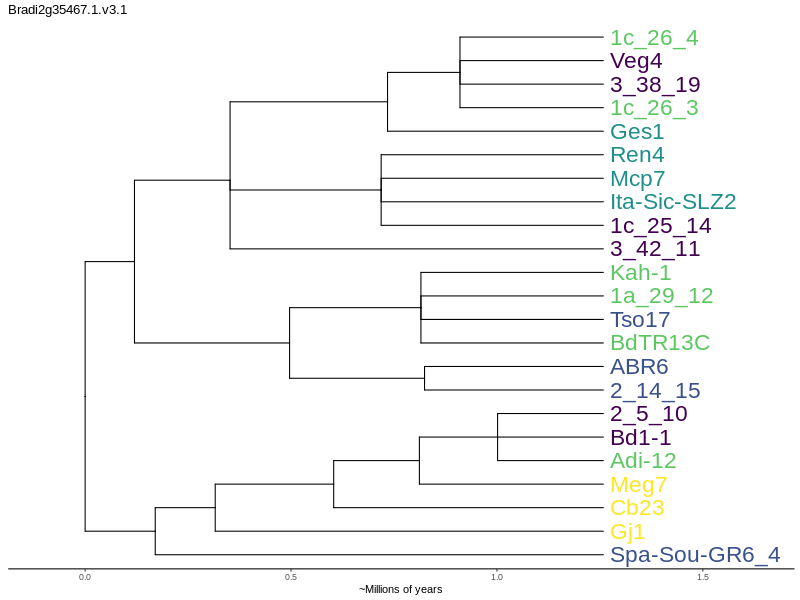 Bradi2g35467.1.v3.1
1c_26_4
Veg4
3_38_19
1c_26_3
Ges1
Ren4
Mcp7
Ita-Sic-SLZ2
1c_25_14
3_42_11
Kah-1
1a_29_12
Tso17
BdTR13C
ABR6
2_14_15
2_5_10
Bd1-1
Adi-12
Meg7
Cb23
Gj1
Spa-Sou-GR6_4
0.0 0.5 1.0 1.5
~Millions of years